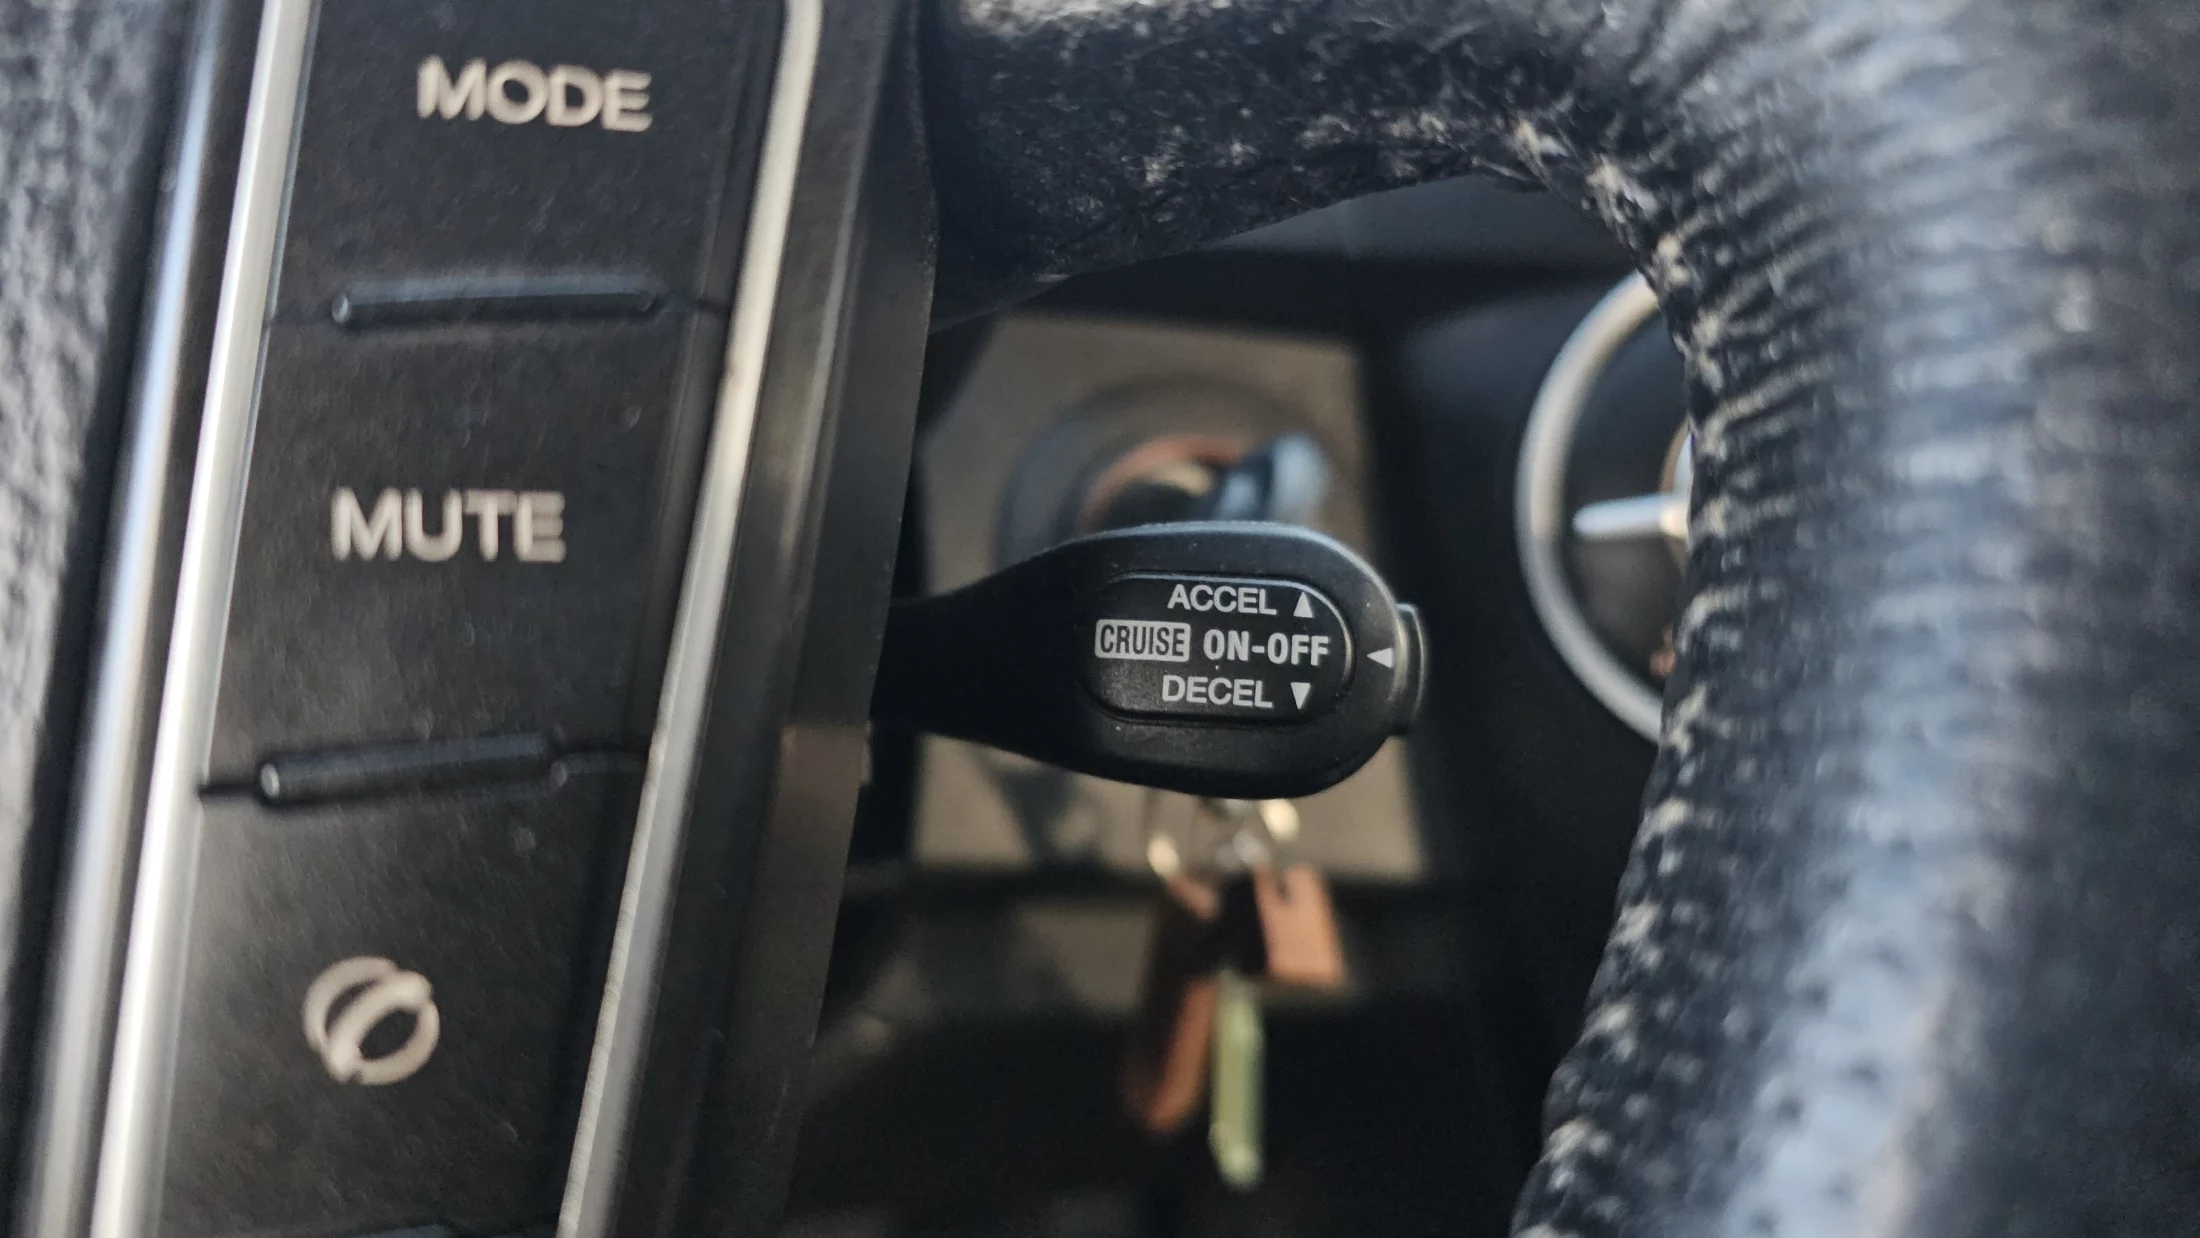 MODE
MUTE
ACCEL ▲
CRUISE ON-OFF ◄
DECEL ▼